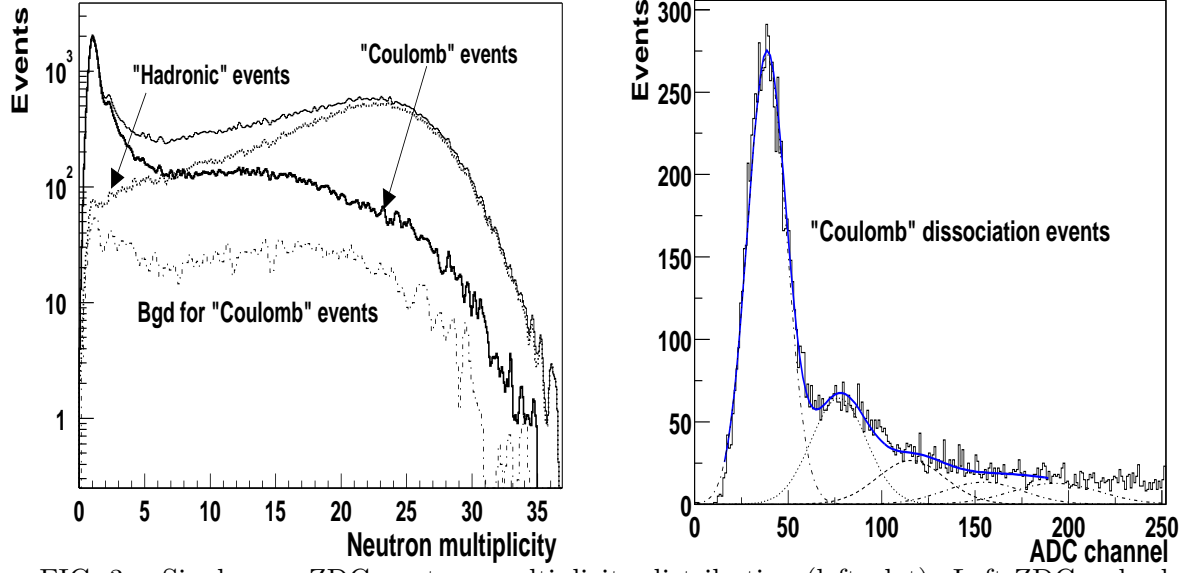 Events
10³
10²
10
1
"Hadronic" events
"Coulomb" events
Bgd for "Coulomb" events
0 5 10 15 20 25 30 35
Neutron multiplicity
Events
300
250
200
150
100
50
0
"Coulomb" dissociation events
0 50 100 150 200 250
ADC channel